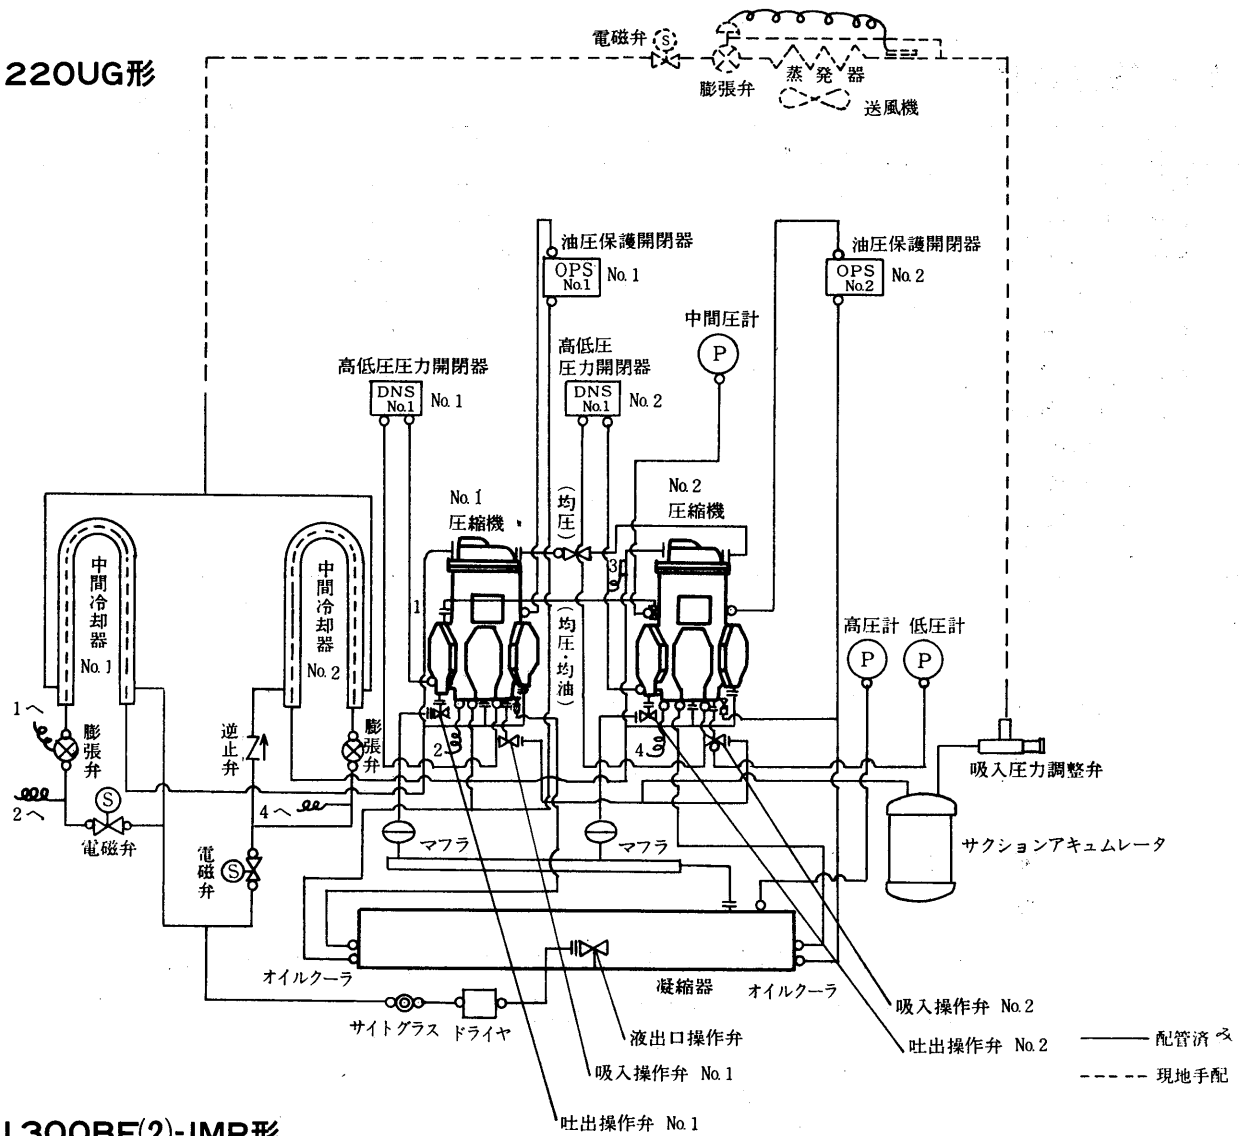 220UG形
電磁弁
S
膨張弁
蒸発器
送風機
油圧保護開閉器
OPS
No.1
No.1
油圧保護開閉器
OPS
No.2
No.2
中間圧計
P
高低圧圧力開閉器
DNS
No.1
No.1
高低圧
圧力開閉器
DNS
No.1
No.2
No.1
圧縮機
(均圧)
No.2
圧縮機
中間冷却器
No.1
中間冷却器
No.2
1
3
(均圧・均油)
高圧計
低圧計
P
P
1へ
膨張弁
逆止弁
膨張弁
2
4
吸入圧力調整弁
2へ
S
電磁弁
4へ
電磁弁
S
マフラ
マフラ
サクションアキュムレータ
オイルクーラ
凝縮器
オイルクーラ
サイトグラス
ドライヤ
液出口操作弁
吸入操作弁 No.2
吐出操作弁 No.2
吸入操作弁 No.1
吐出操作弁 No.1
配管済み
現地手配